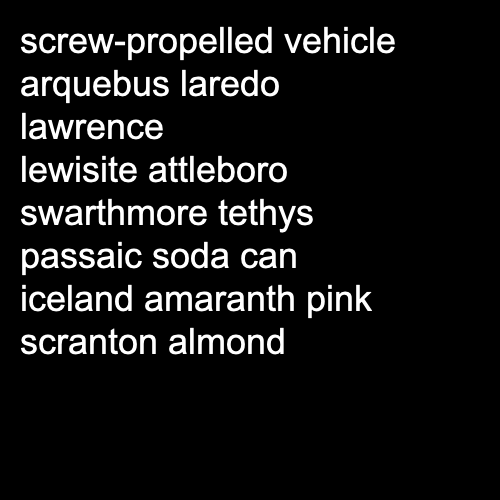 screw-propelled vehicle
arquebus laredo
lawrence
lewisite attleboro
swarthmore tethys
passaic soda can
iceland amaranth pink
scranton almond